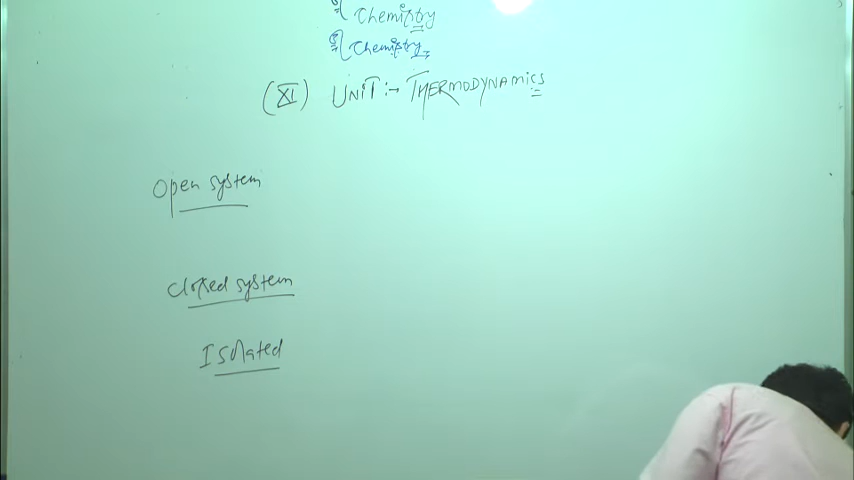 Chemistry
Chemistry
(XI) UNIT :→ THERMODYNAMICS
Open system
Closed system
Isolated